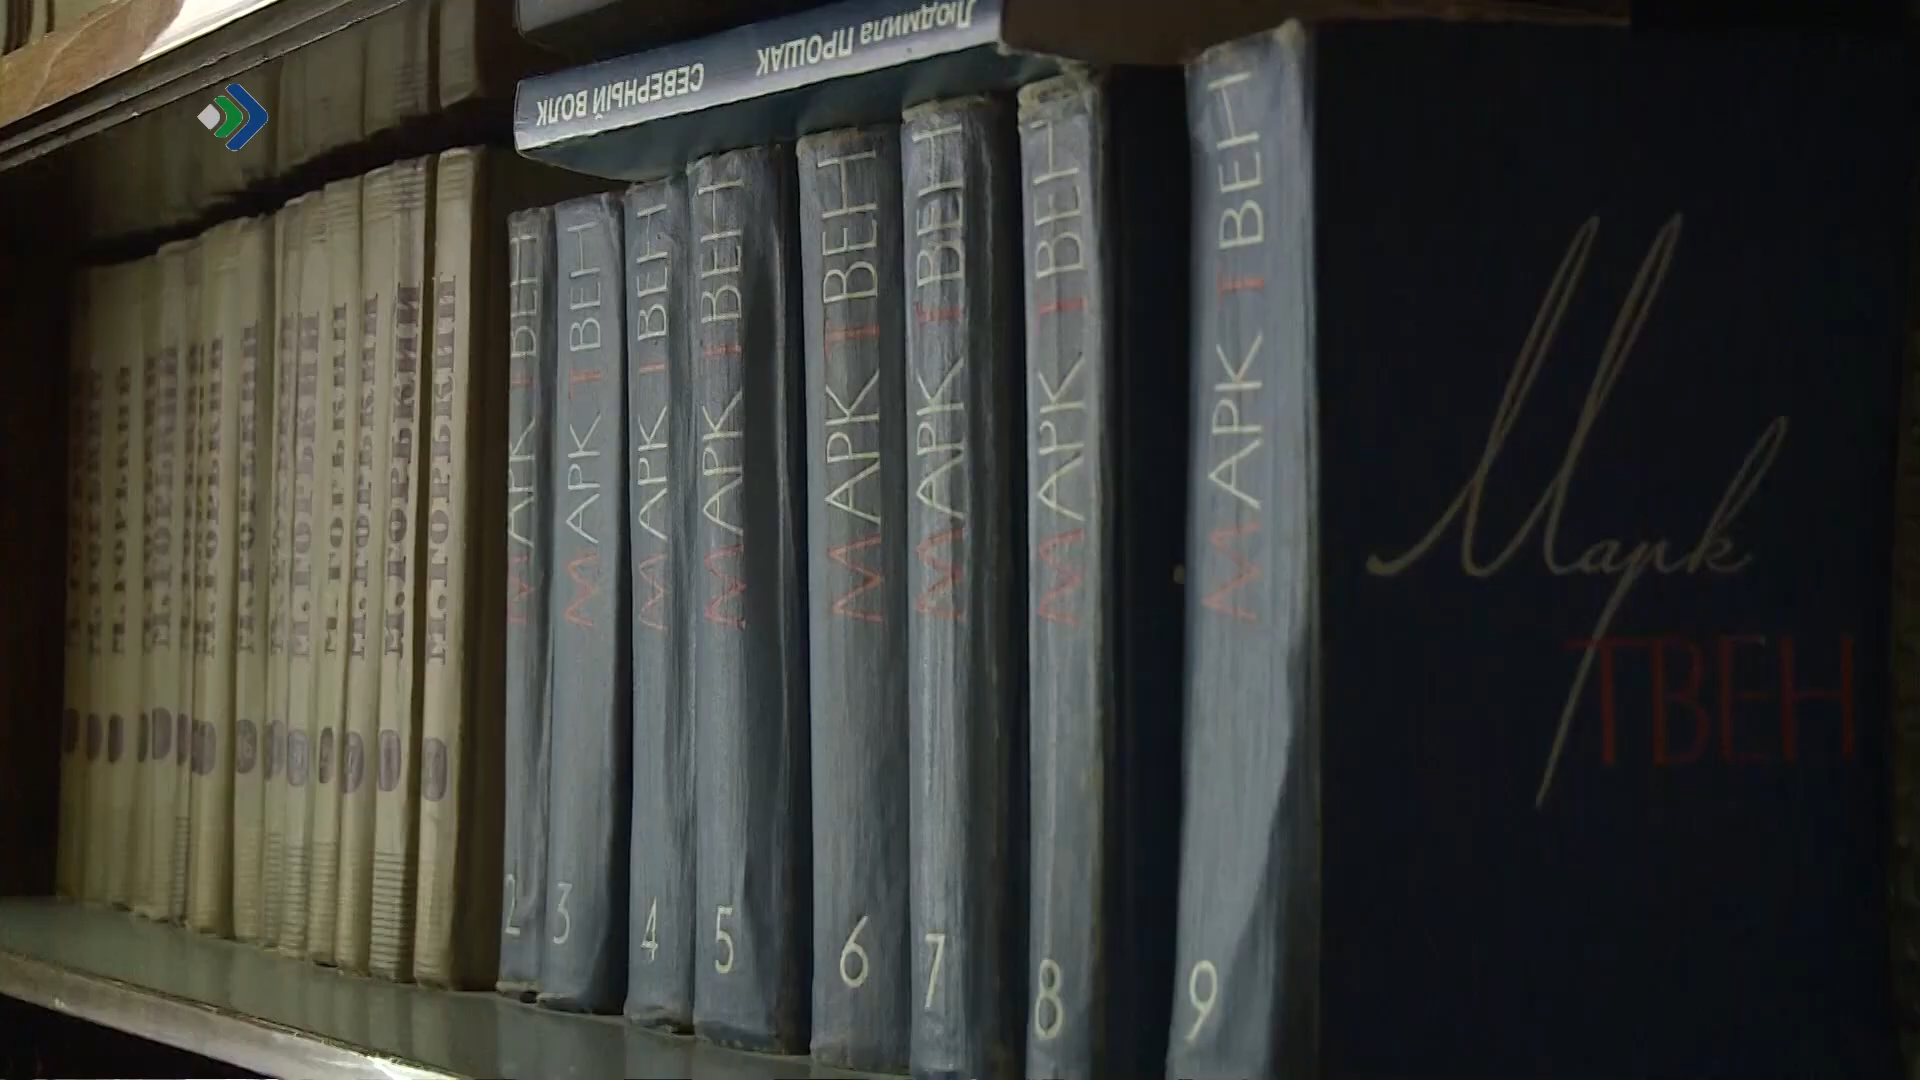 Людмила ПРОШАК СЕВЕРНЫЙ ВОЛК
М. ГОРЬКИЙ
М. ГОРЬКИЙ
М. ГОРЬКИЙ
М. ГОРЬКИЙ
М. ГОРЬКИЙ
М. ГОРЬКИЙ
М. ГОРЬКИЙ
М. ГОРЬКИЙ
М. ГОРЬКИЙ
М. ГОРЬКИЙ
МАРК ТВЕН 2
МАРК ТВЕН 3
МАРК ТВЕН 4
МАРК ТВЕН 5
МАРК ТВЕН 6
МАРК ТВЕН 7
МАРК ТВЕН 8
МАРК ТВЕН 9
Марк
ТВЕН